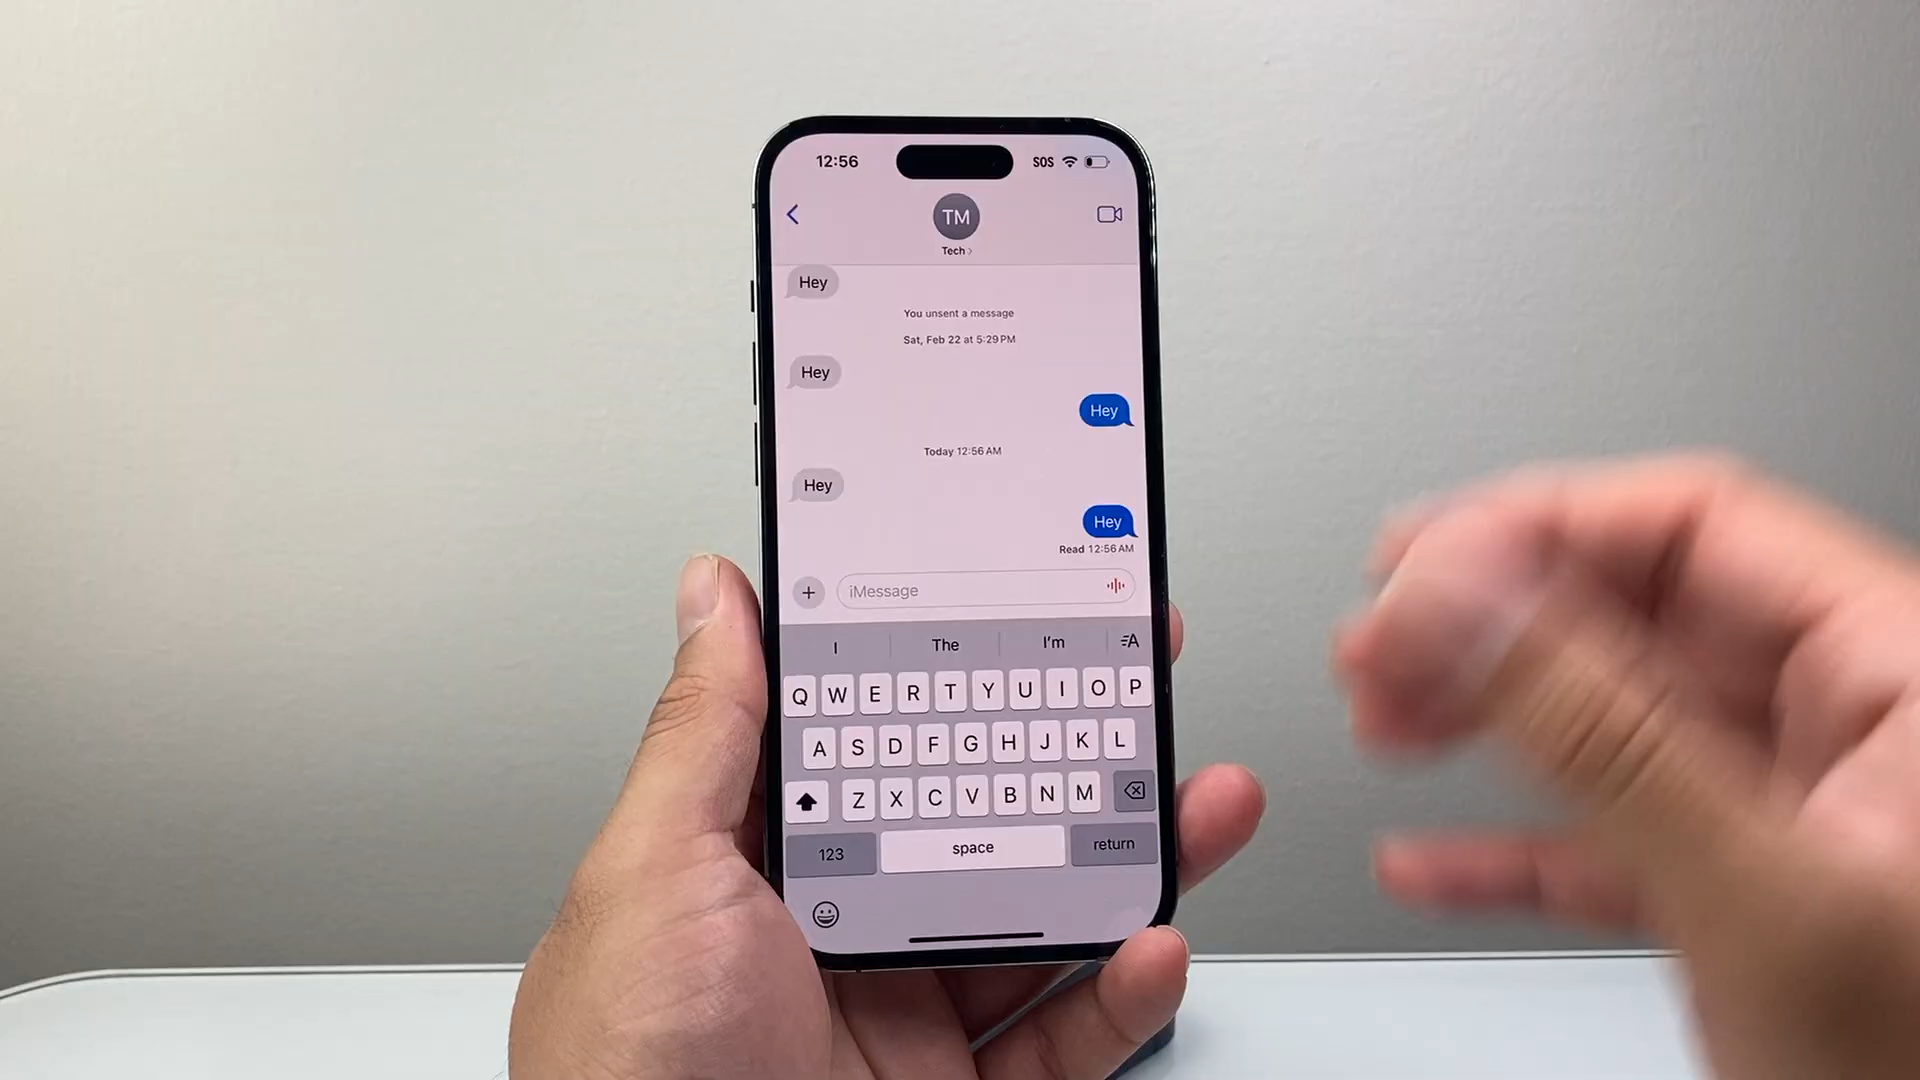 12:56 SOS
TM
Tech
Hey
You unsent a message
Sat, Feb 22 at 5:29 PM
Hey
Hey
Today 12:56 AM
Hey
Hey
Read 12:56 AM
+ iMessage
I The I'm A
Q W E R T Y U I O P
A S D F G H J K L
Z X C V B N M
123 space return